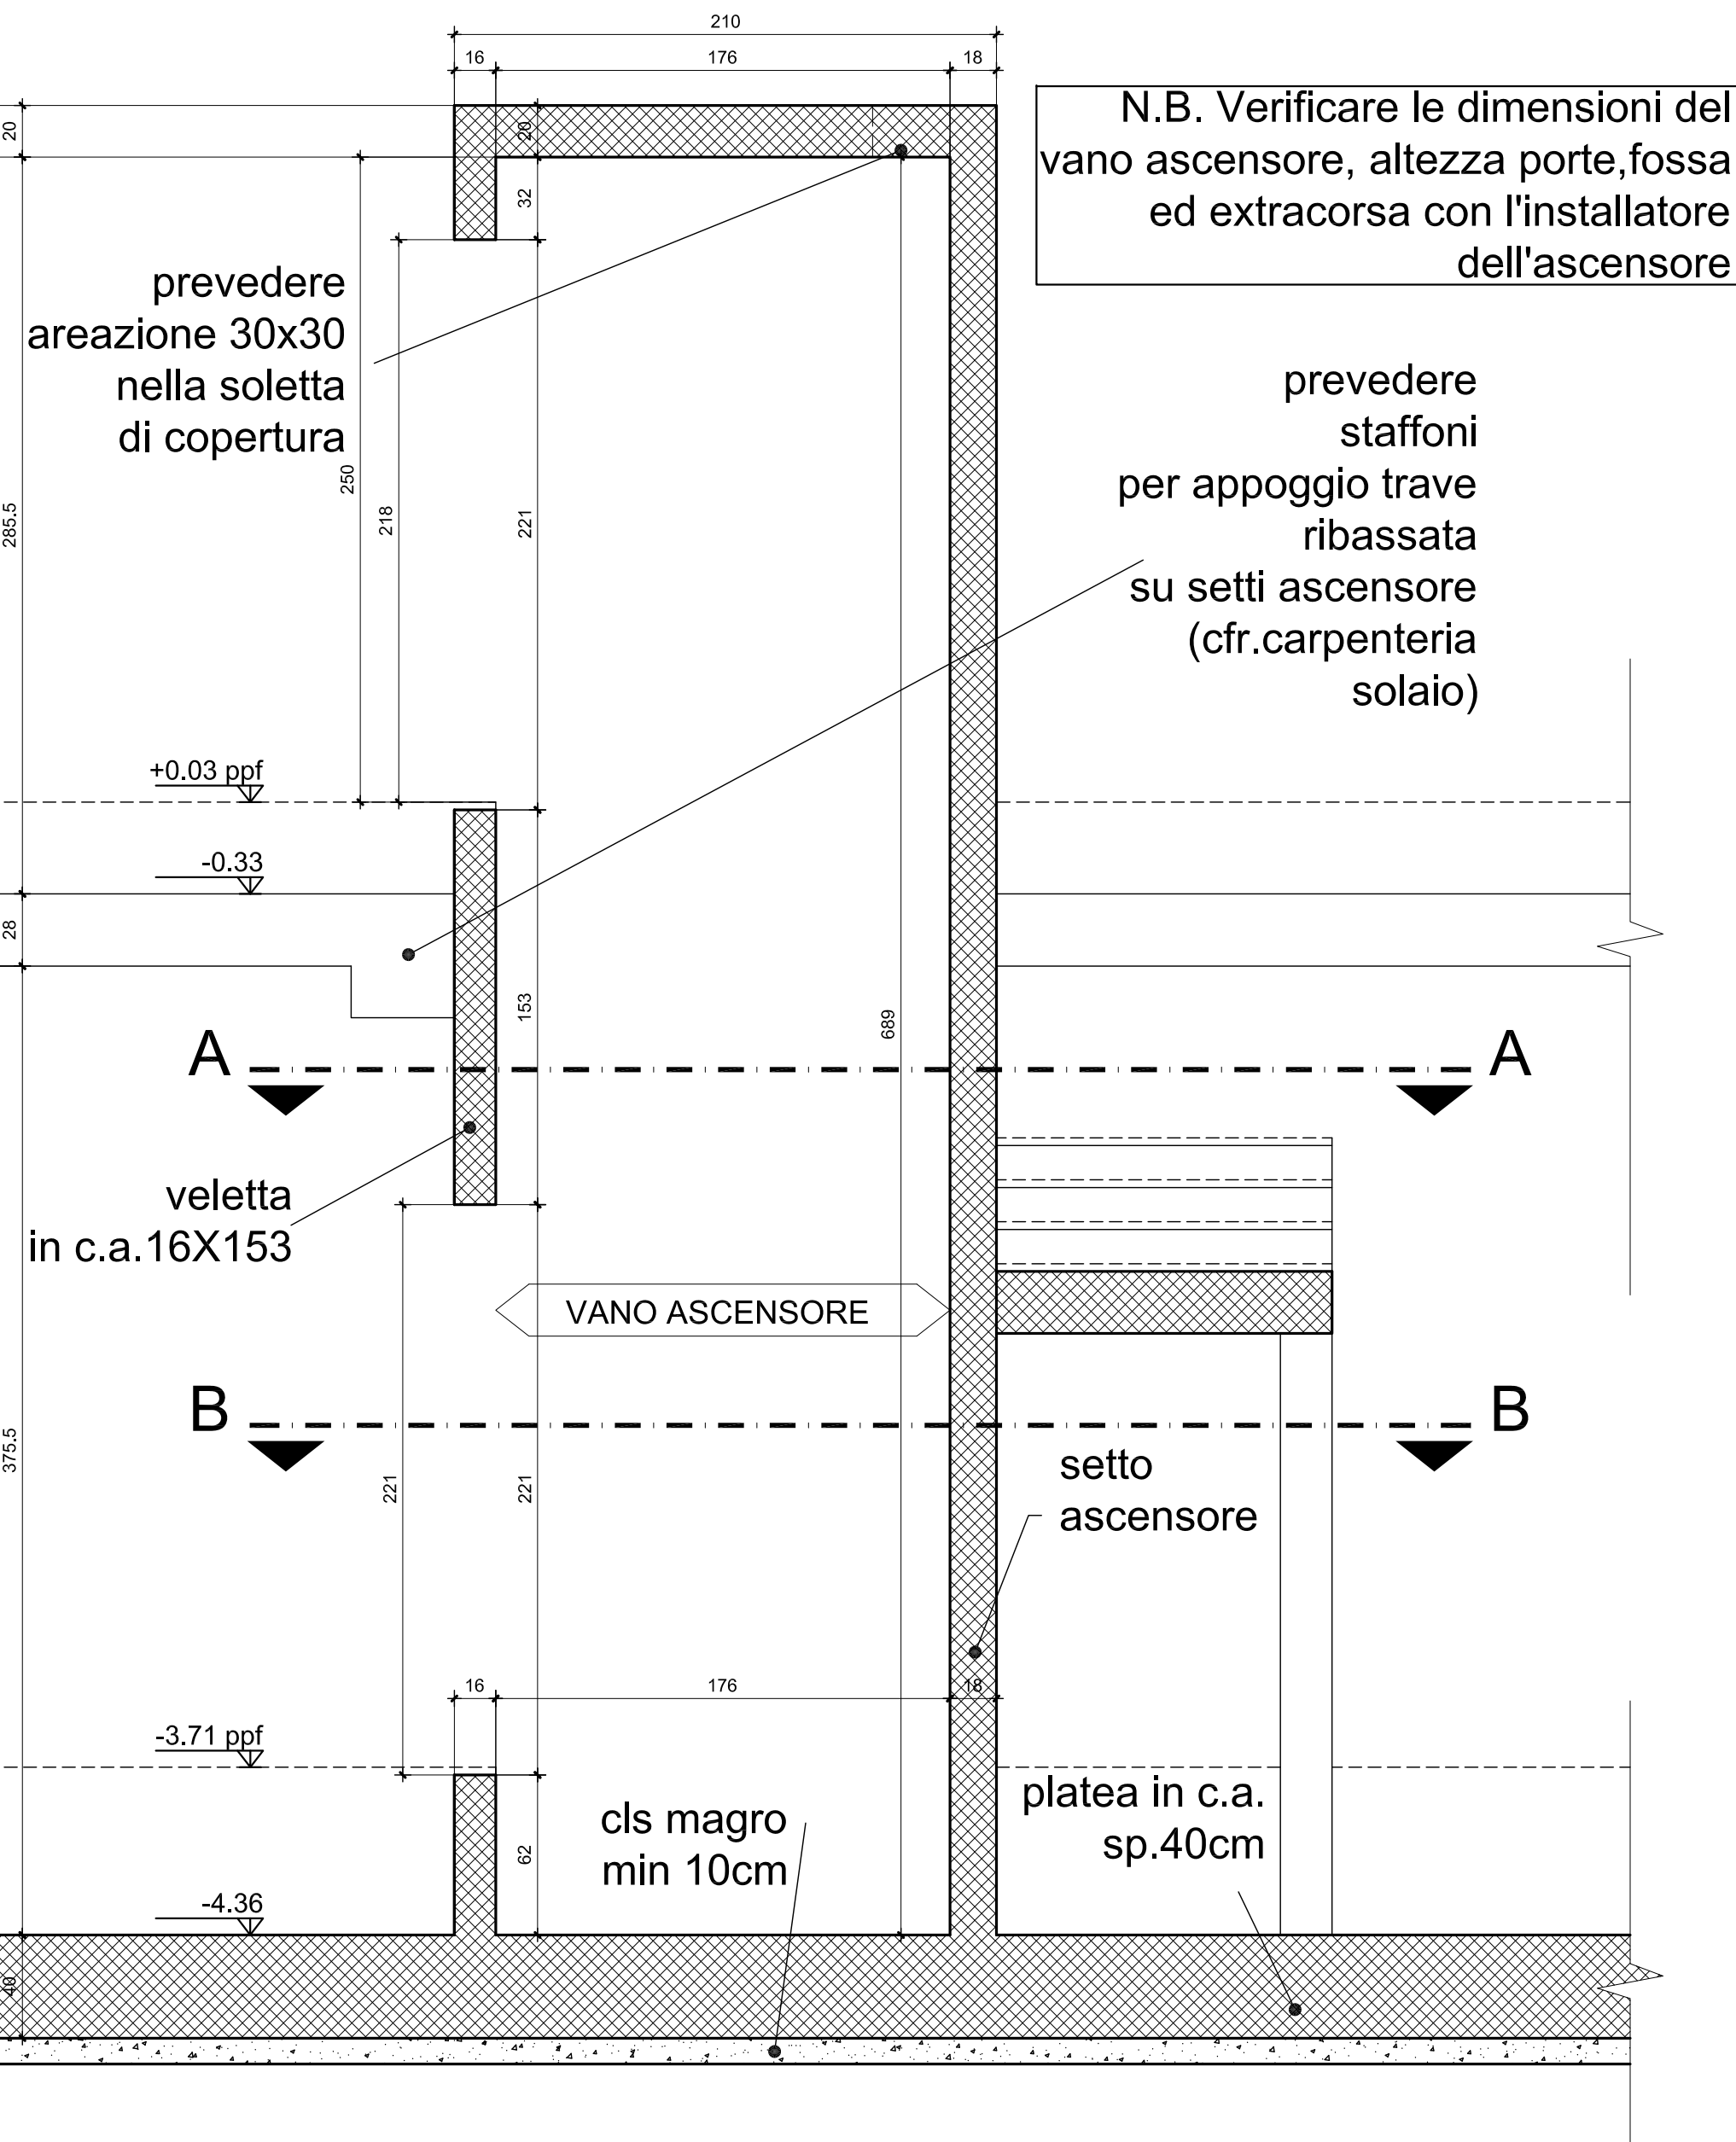 210
16
176
18
N.B. Verificare le dimensioni del
vano ascensore, altezza porte,fossa
ed extracorsa con l'installatore
dell'ascensore
20
20
32
prevedere
areazione 30x30
nella soletta
di copertura
prevedere
staffoni
per appoggio trave
ribassata
su setti ascensore
(cfr.carpenteria
solaio)
250
285.5
218
221
+0.03 ppf
-0.33
28
153
689
A
A
veletta
in c.a.16X153
VANO ASCENSORE
B
B
375.5
221
221
setto
ascensore
16
176
18
-3.71 ppf
platea in c.a.
sp.40cm
cls magro
min 10cm
62
-4.36
40